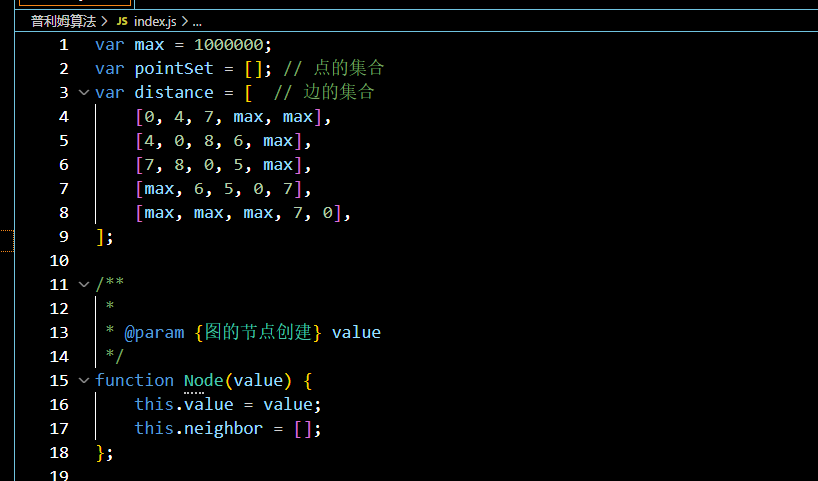 普利姆算法 > JS index.js > ...
1 var max = 1000000;
2 var pointSet = []; // 点的集合
3 var distance = [  // 边的集合
4     [0, 4, 7, max, max],
5     [4, 0, 8, 6, max],
6     [7, 8, 0, 5, max],
7     [max, 6, 5, 0, 7],
8     [max, max, max, 7, 0],
9 ];
10
11 /**
12  *
13  * @param {图的节点创建} value
14  */
15 function Node(value) {
16     this.value = value;
17     this.neighbor = [];
18 };
19